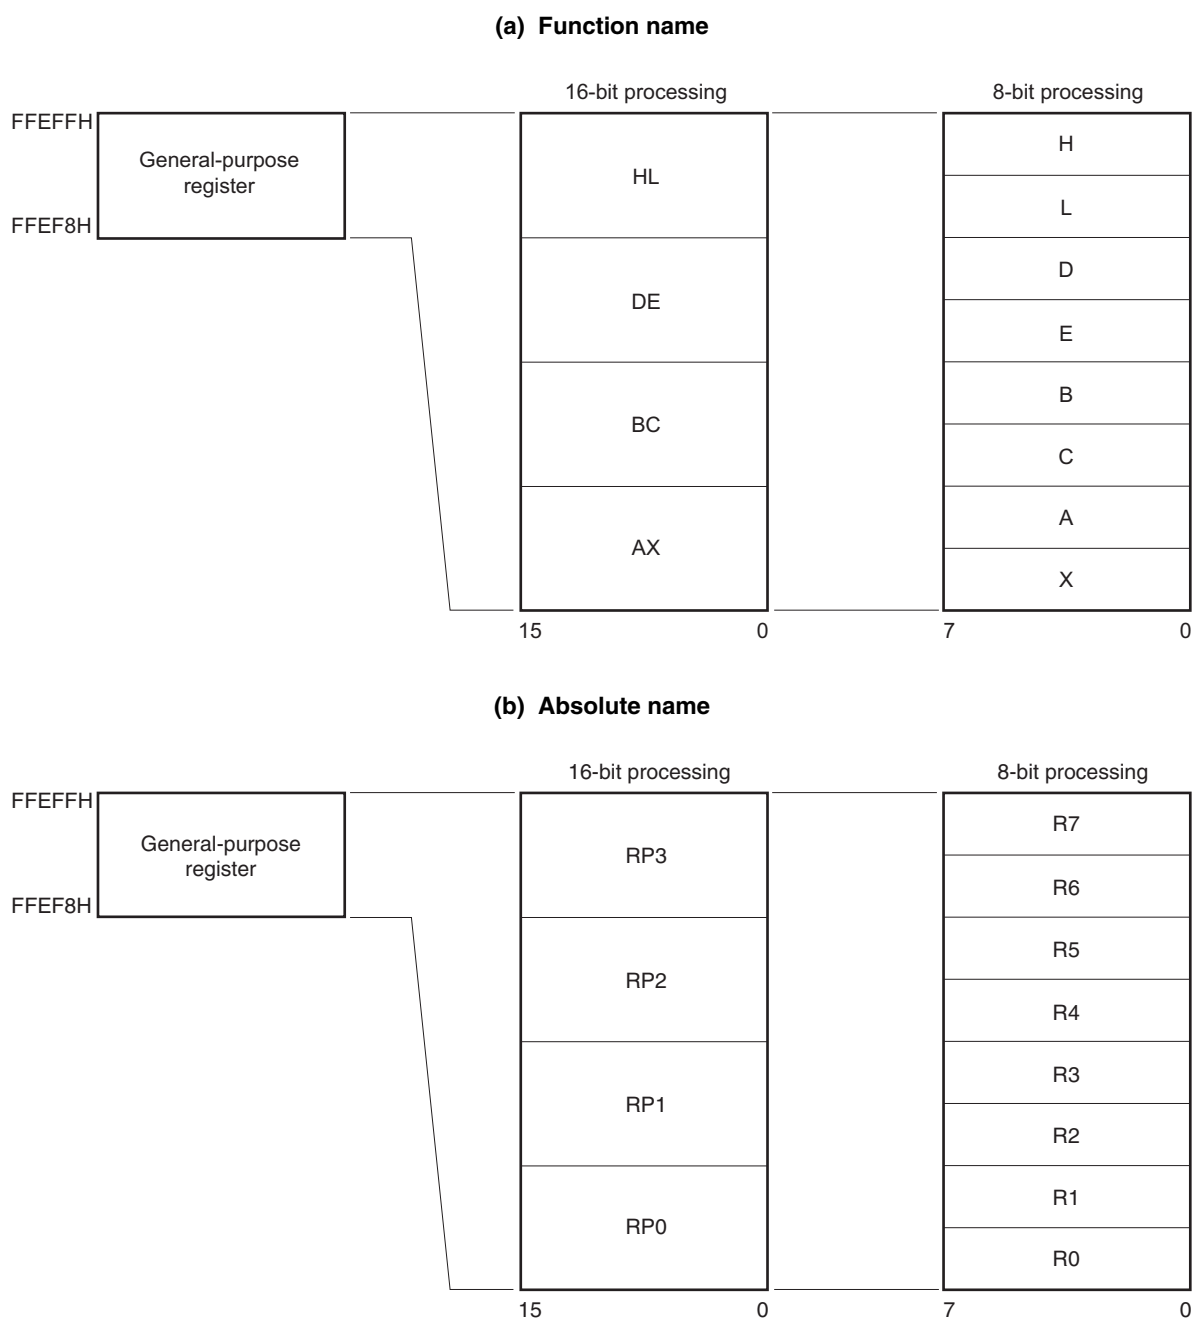 (a) Function name
16-bit processing
8-bit processing
FFEFFH
General-purpose
register
FFEF8H
HL
DE
BC
AX
H
L
D
E
B
C
A
X
15
0
7
0
(b) Absolute name
16-bit processing
8-bit processing
FFEFFH
General-purpose
register
FFEF8H
RP3
RP2
RP1
RP0
R7
R6
R5
R4
R3
R2
R1
R0
15
0
7
0